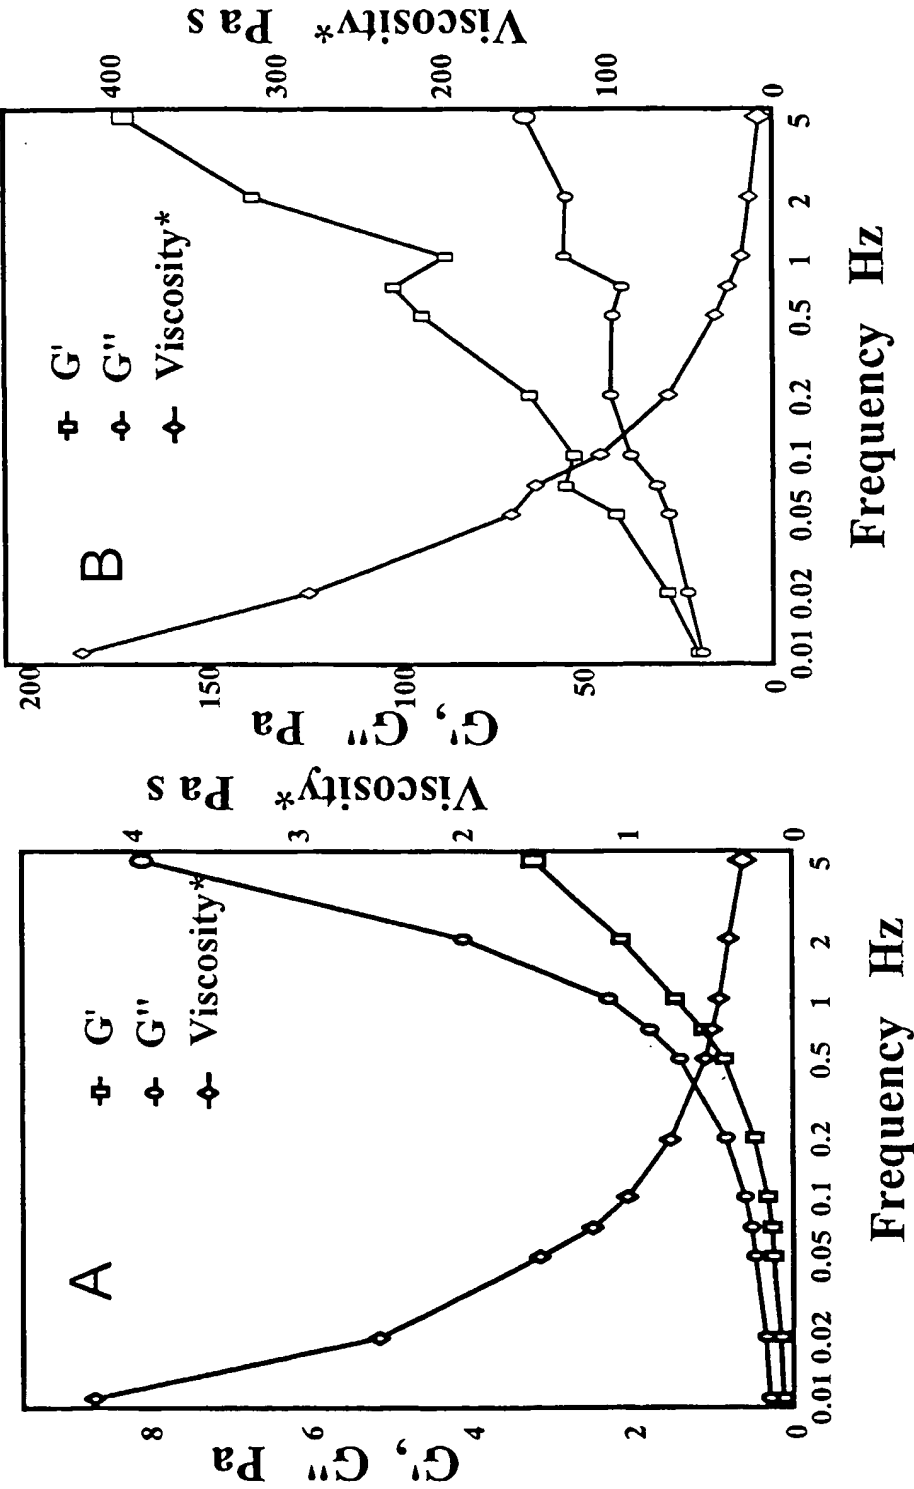 A
G'
G''
Viscosity*
G', G'' Pa
8
6
4
2
0
Viscosity* Pa s
4
3
2
1
0
0.01 0.02 0.05 0.1 0.2 0.5 1 2 5
Frequency Hz
B
G'
G''
Viscosity*
G', G'' Pa
200
150
100
50
0
Viscosity* Pa s
400
300
200
100
0
0.01 0.02 0.05 0.1 0.2 0.5 1 2 5
Frequency Hz